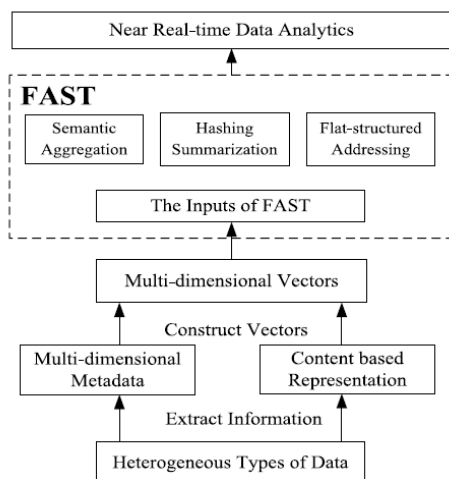 Near Real-time Data Analytics
FAST
Semantic
Aggregation
Hashing
Summarization
Flat-structured
Addressing
The Inputs of FAST
Multi-dimensional Vectors
Construct Vectors
Multi-dimensional
Metadata
Content based
Representation
Extract Information
Heterogeneous Types of Data